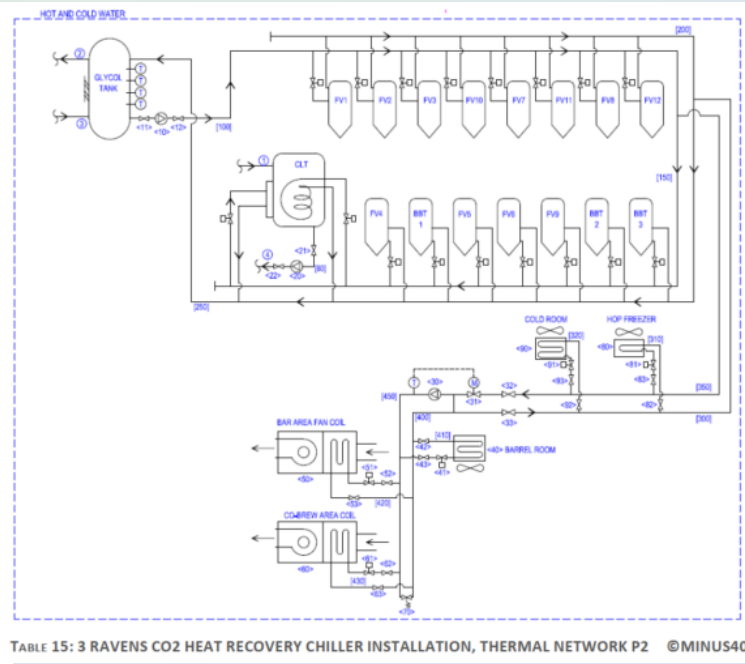 HOT AND COLD WATER
[200]
2
GLYCOL
TANK
T
T
T
T
3
<11>
<10>
<12>
[100]
FV1
FV2
FV3
FV10
FV7
FV11
FV8
FV12
[150]
1
CLT
FV4
BBT
1
FV5
FV6
FV9
BBT
2
BBT
3
<21>
4
<22>
<20>
[80]
[250]
COLD ROOM
HOP FREEZER
[320]
[310]
<90>
<80>
<91>
<81>
<93>
<83>
T
<30>
M
<32>
<92>
<82>
[350]
[450]
<31>
[400]
<33>
[300]
BAR AREA FAN COIL
[410]
<42>
<43>
<41>
<40> BARREL ROOM
<51>
<52>
<50>
<53>
[420]
CO-BREW AREA COIL
<61>
<62>
<60>
[430]
<63>
<70>
TABLE 15: 3 RAVENS CO2 HEAT RECOVERY CHILLER INSTALLATION, THERMAL NETWORK P2 ©MINUS40